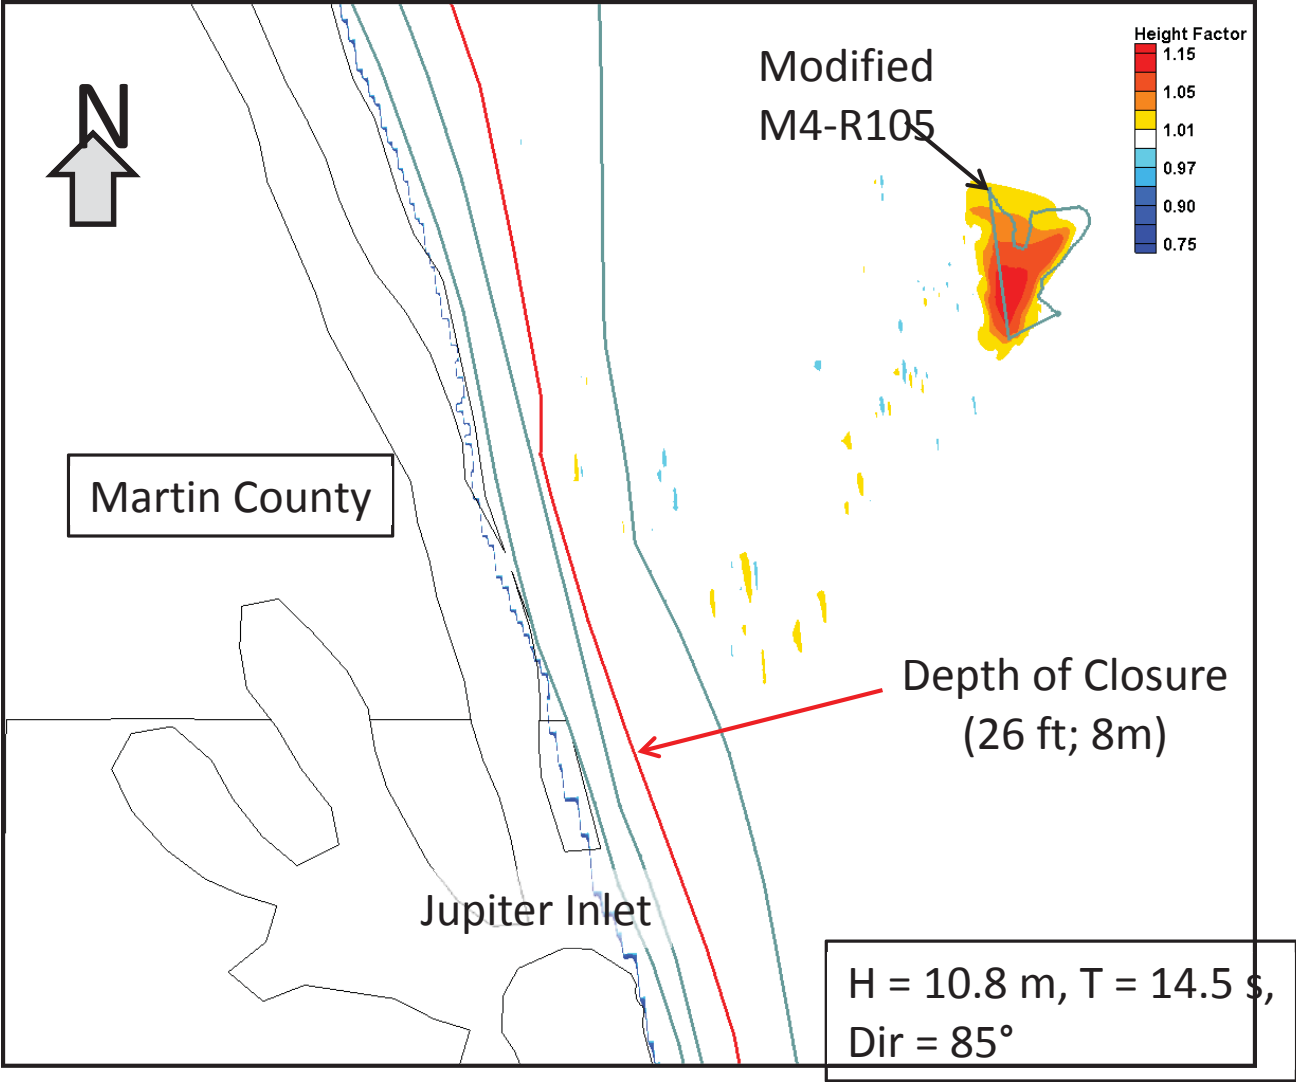 Height Factor
1.15
1.05
1.01
0.97
0.90
0.75
Modified
M4-R105
N
Martin County
Depth of Closure
(26 ft; 8m)
Jupiter Inlet
H = 10.8 m, T = 14.5 s,
Dir = 85°